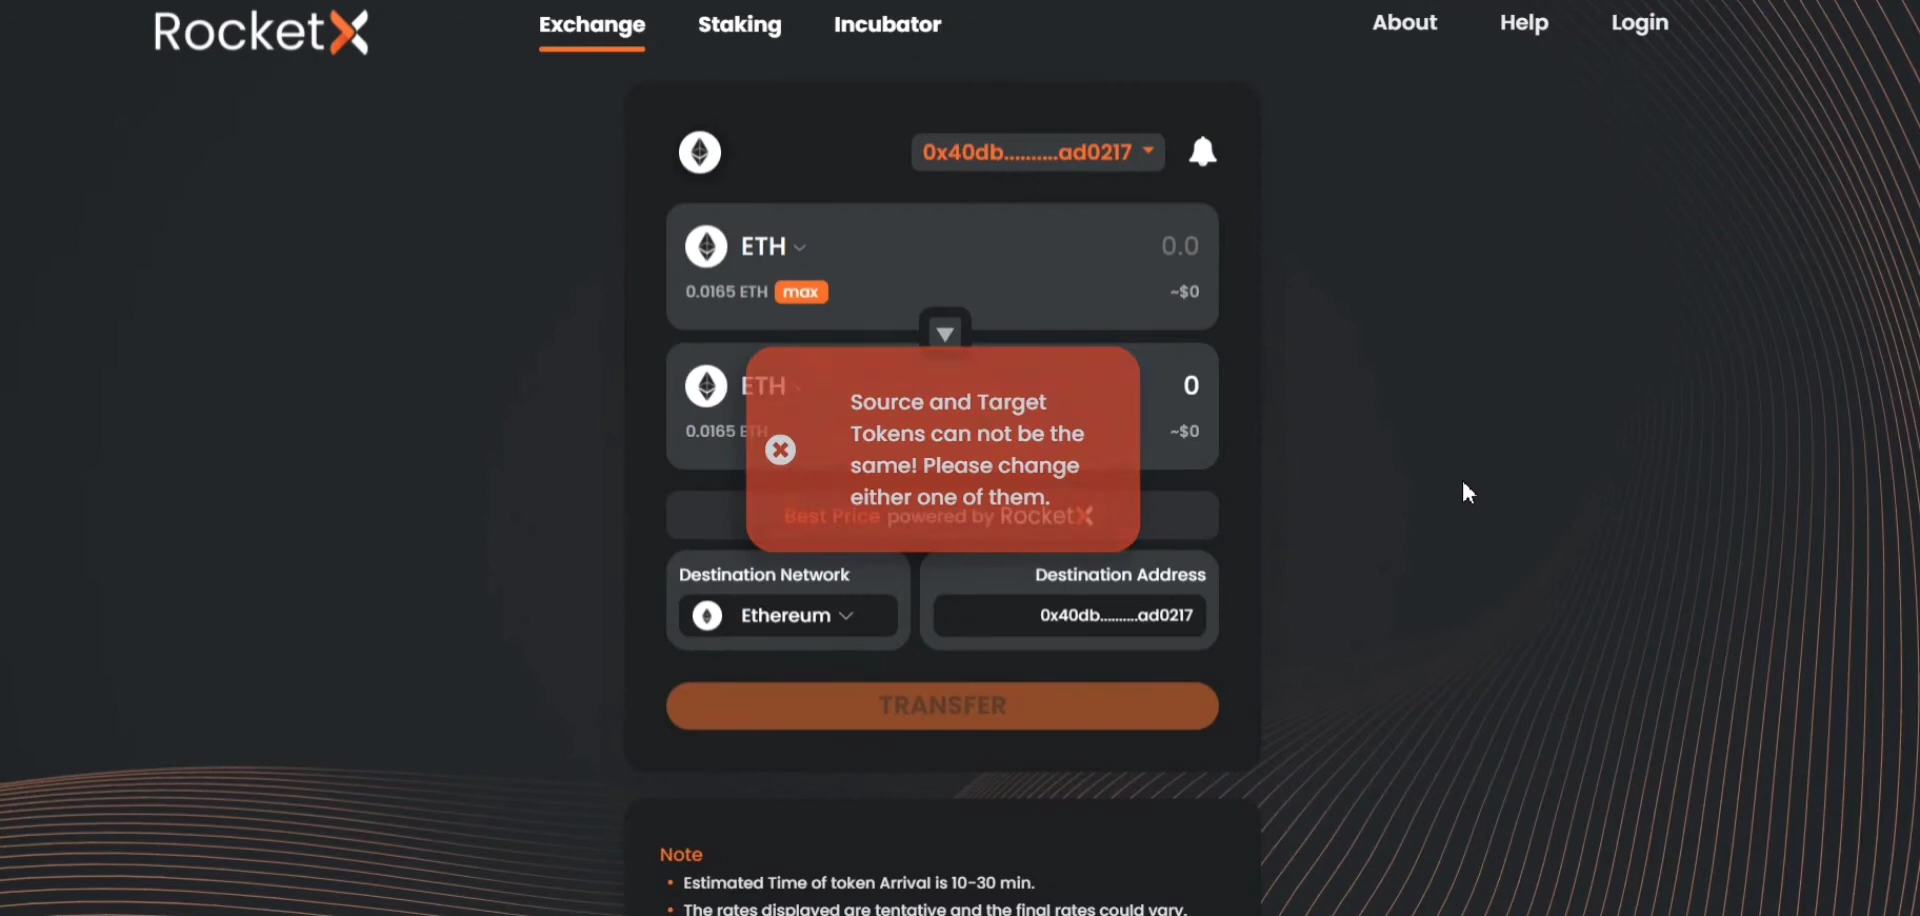 RocketX Exchange Staking Incubator About Help Login
0x40db..........ad0217
ETH 0.0
0.0165 ETH max ~$0
ETH 0
0.0165 ETH ~$0
Source and Target
Tokens can not be the
same! Please change
either one of them.
Best Price powered by RocketX
Destination Network Destination Address
Ethereum 0x40db..........ad0217
TRANSFER
Note
• Estimated Time of token Arrival is 10-30 min.
• The rates displayed are tentative and the final rates could vary.